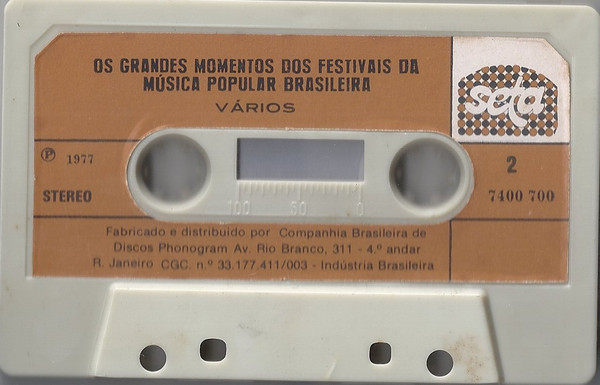 OS GRANDES MOMENTOS DOS FESTIVAIS DA
MÚSICA POPULAR BRASILEIRA
VÁRIOS
seta
Ⓟ 1977
2
STEREO
7400 700
100 50 0
Fabricado e distribuido por Companhia Brasileira de
Discos Phonogram Av. Rio Branco, 311 - 4.º andar
R. Janeiro CGC. n.º 33.177.411/003 - Indústria Brasileira